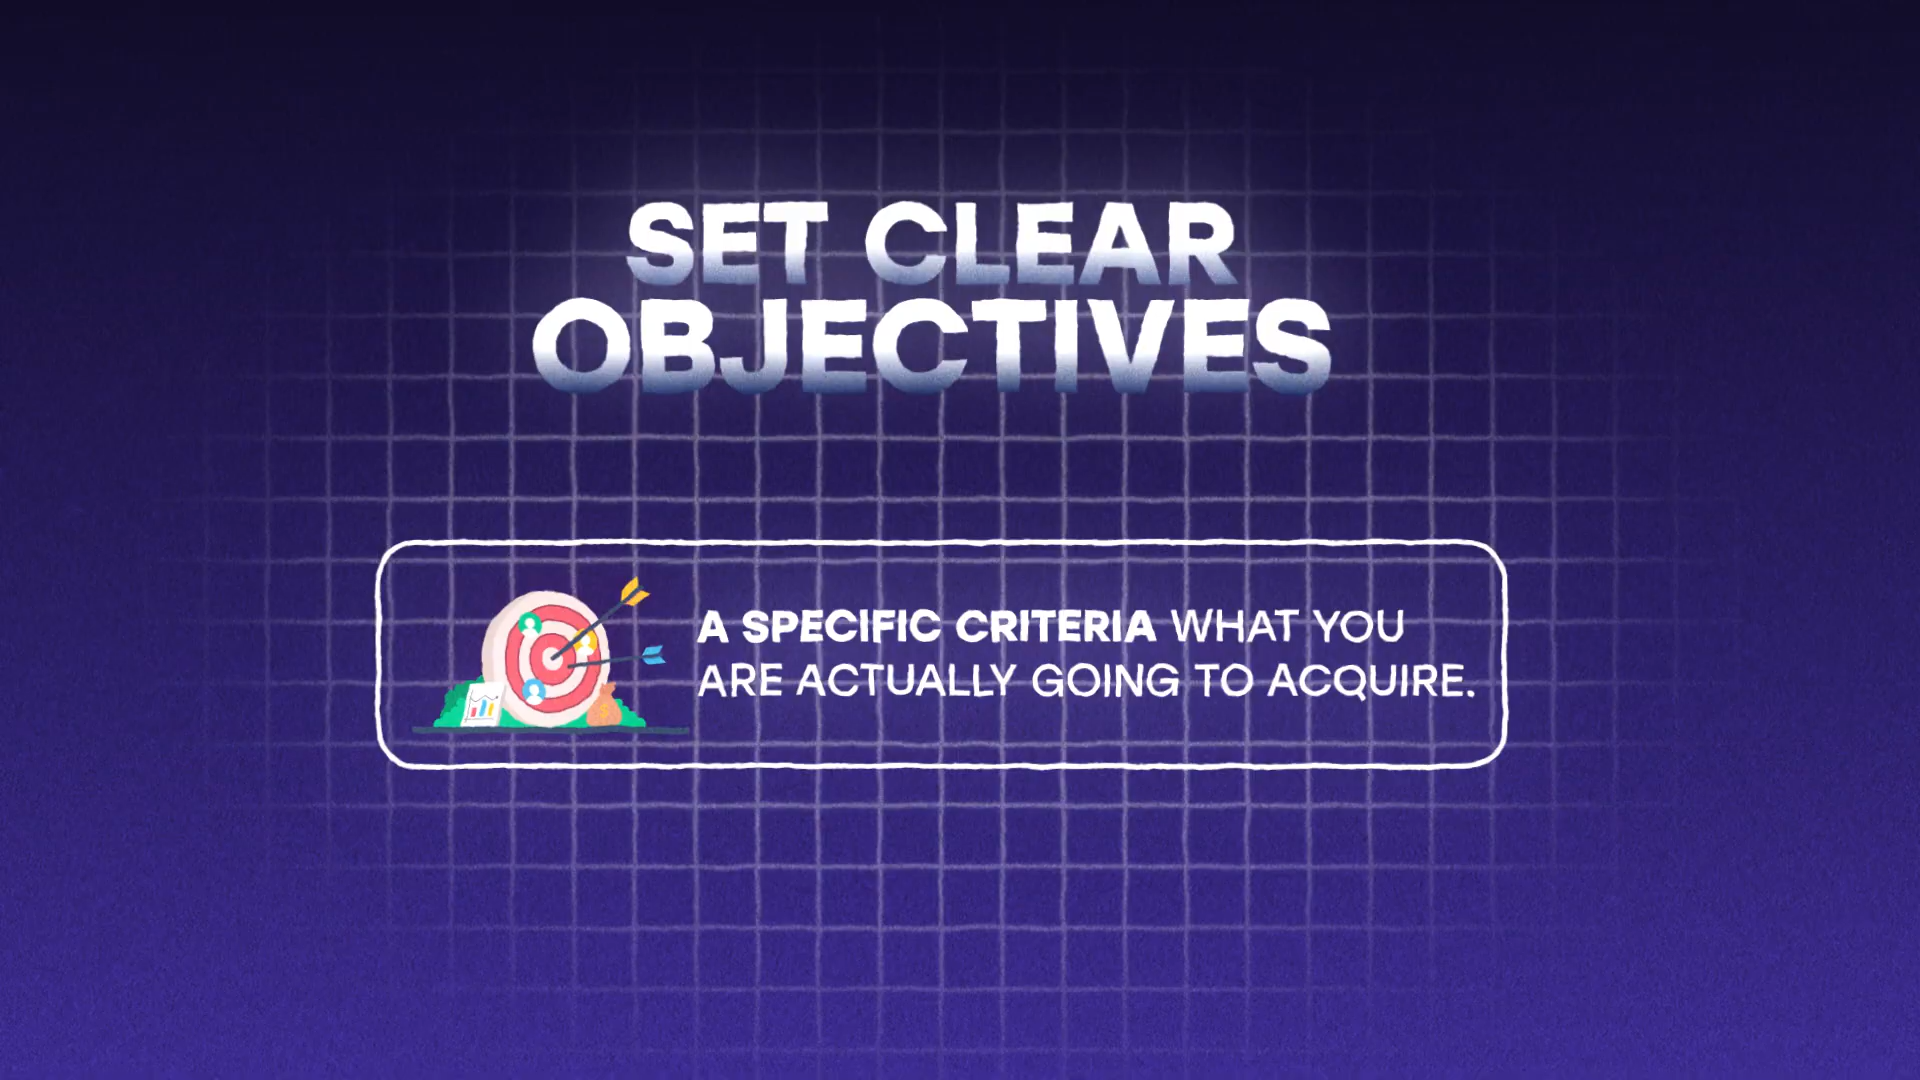 SET CLEAR
OBJECTIVES
A SPECIFIC CRITERIA WHAT YOU
ARE ACTUALLY GOING TO ACQUIRE.